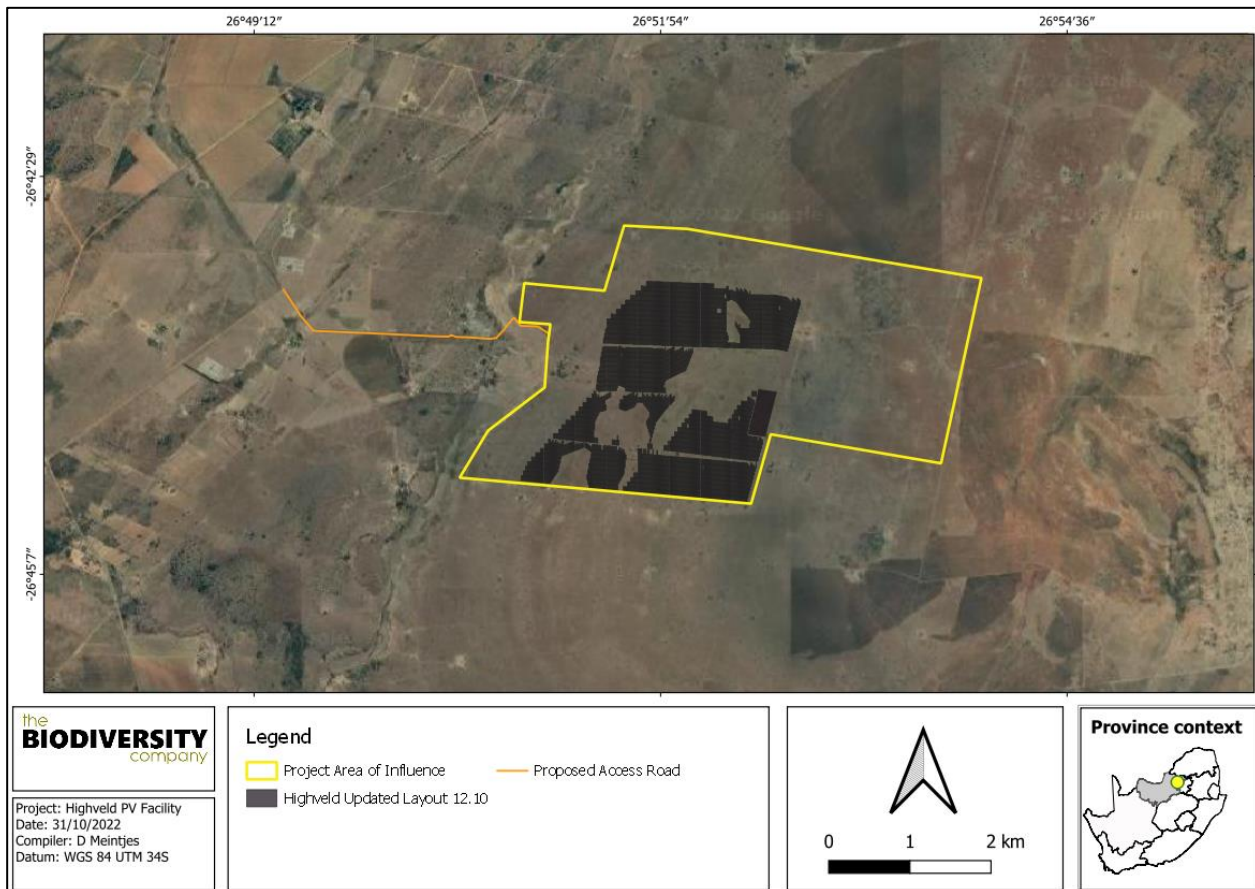 26°49′12″ 26°51′54″ 26°54′36″
-26°42′29″
-26°45′7″
© 2022 Google
the
BIODIVERSITY
company
Project: Highveld PV Facility
Date: 31/10/2022
Compiler: D Meintjes
Datum: WGS 84 UTM 34S
Legend
Project Area of Influence
Proposed Access Road
Highveld Updated Layout 12.10
0 1 2 km
Province context